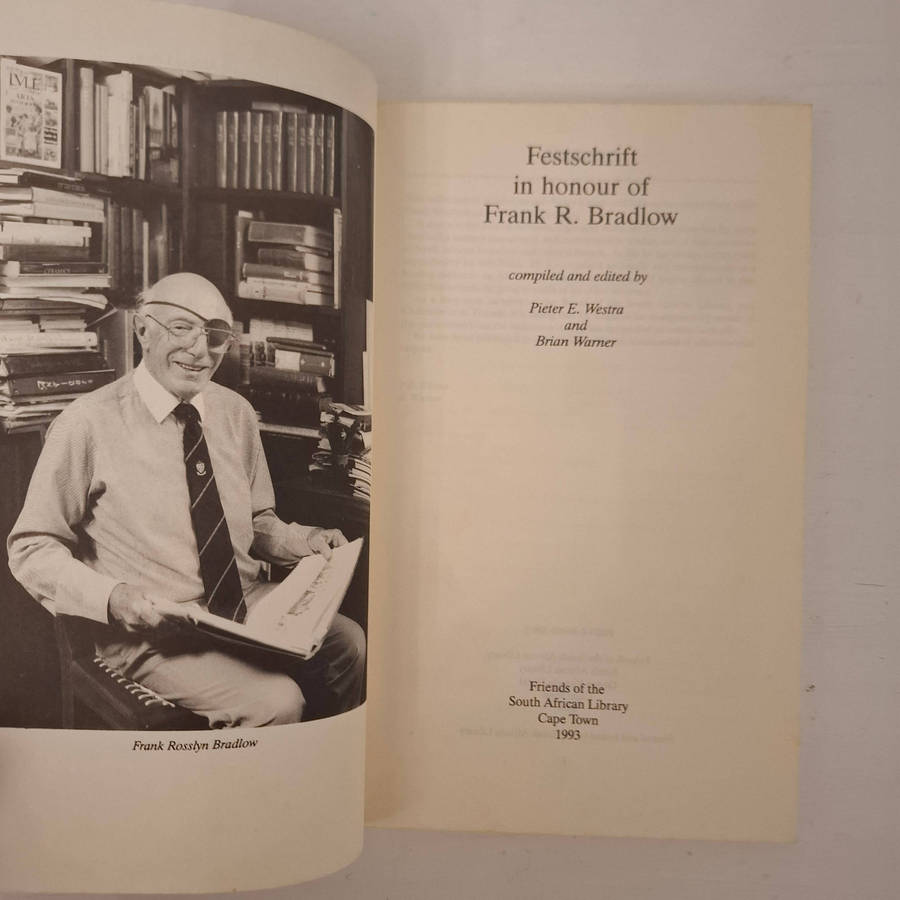 LYLE
Frank Rosslyn Bradlow
Festschrift
in honour of
Frank R. Bradlow
compiled and edited by
Pieter E. Westra
and
Brian Warner
Friends of the
South African Library
Cape Town
1993